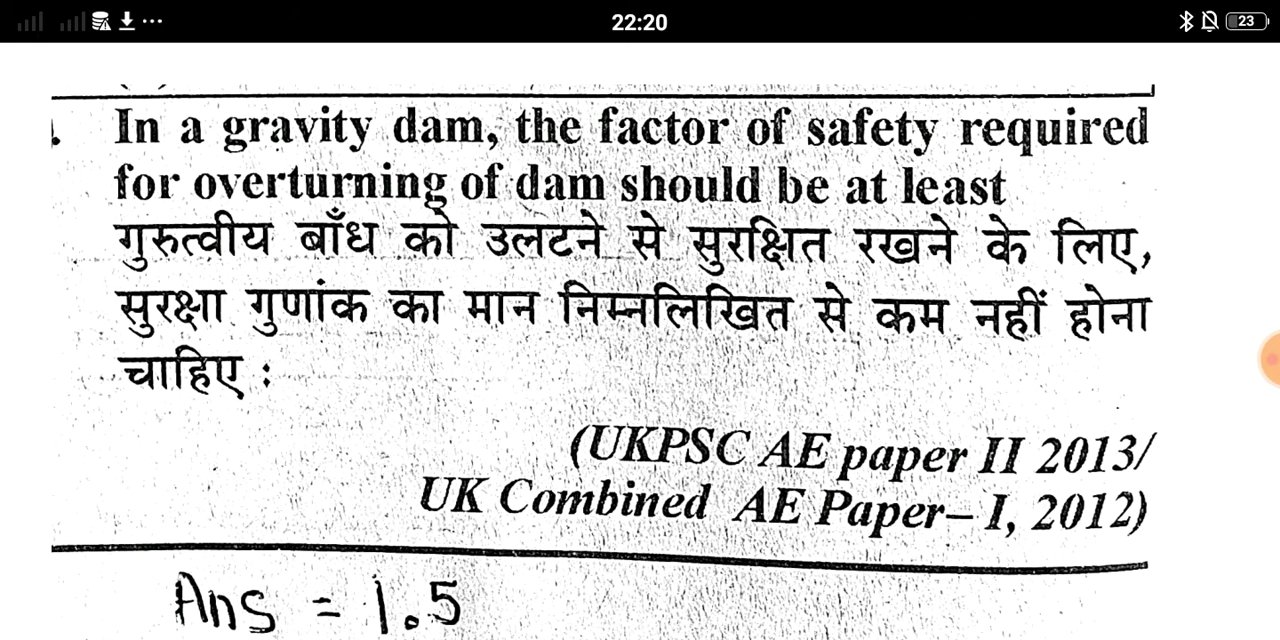 22:20
23
. In a gravity dam, the factor of safety required
for overturning of dam should be at least
गुरुत्वीय बाँध को उलटने से सुरक्षित रखने के लिए,
सुरक्षा गुणांक का मान निम्नलिखित से कम नहीं होना
चाहिए :
(UKPSC AE paper II 2013/
UK Combined AE Paper– I, 2012)
Ans = 1.5